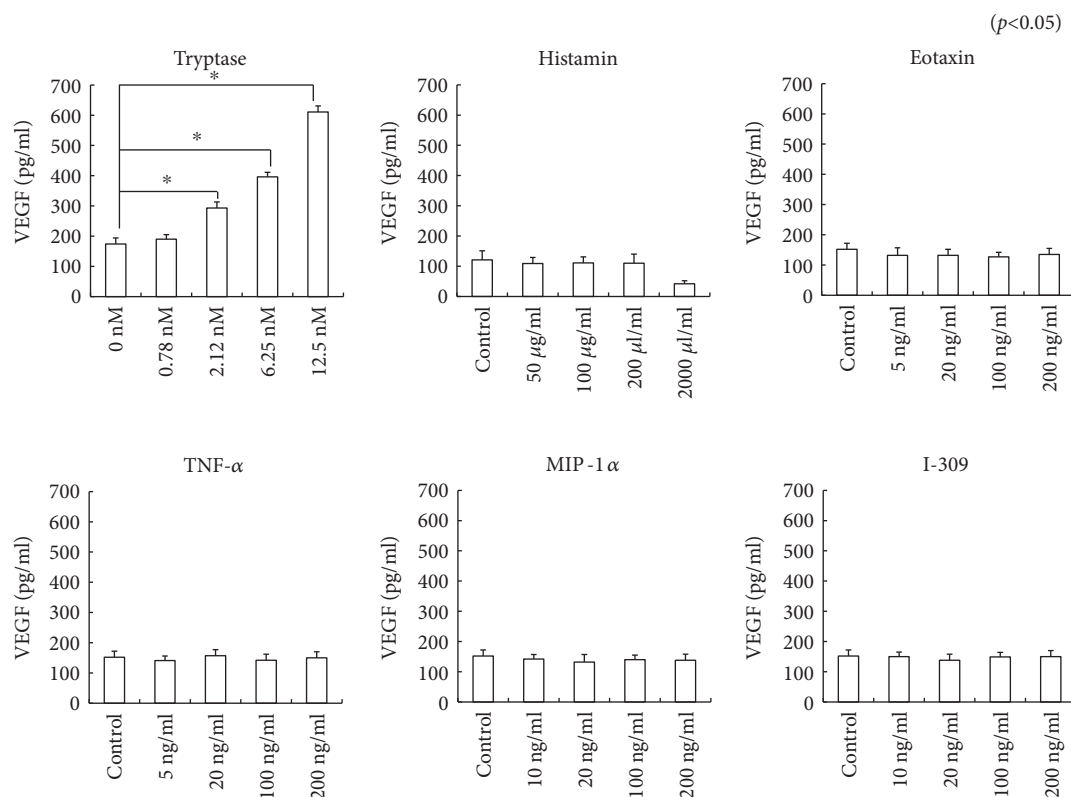 (p<0.05)
Tryptase
VEGF (pg/ml)
700
600
500
400
300
200
100
0
*
*
*
0 nM
0.78 nM
2.12 nM
6.25 nM
12.5 nM
Histamin
VEGF (pg/ml)
700
600
500
400
300
200
100
0
Control
50 μg/ml
100 μg/ml
200 μl/ml
2000 μl/ml
Eotaxin
VEGF (pg/ml)
700
600
500
400
300
200
100
0
Control
5 ng/ml
20 ng/ml
100 ng/ml
200 ng/ml
TNF-α
VEGF (pg/ml)
700
600
500
400
300
200
100
0
Control
5 ng/ml
20 ng/ml
100 ng/ml
200 ng/ml
MIP-1α
VEGF (pg/ml)
700
600
500
400
300
200
100
0
Control
10 ng/ml
20 ng/ml
100 ng/ml
200 ng/ml
I-309
VEGF (pg/ml)
700
600
500
400
300
200
100
0
Control
10 ng/ml
20 ng/ml
100 ng/ml
200 ng/ml